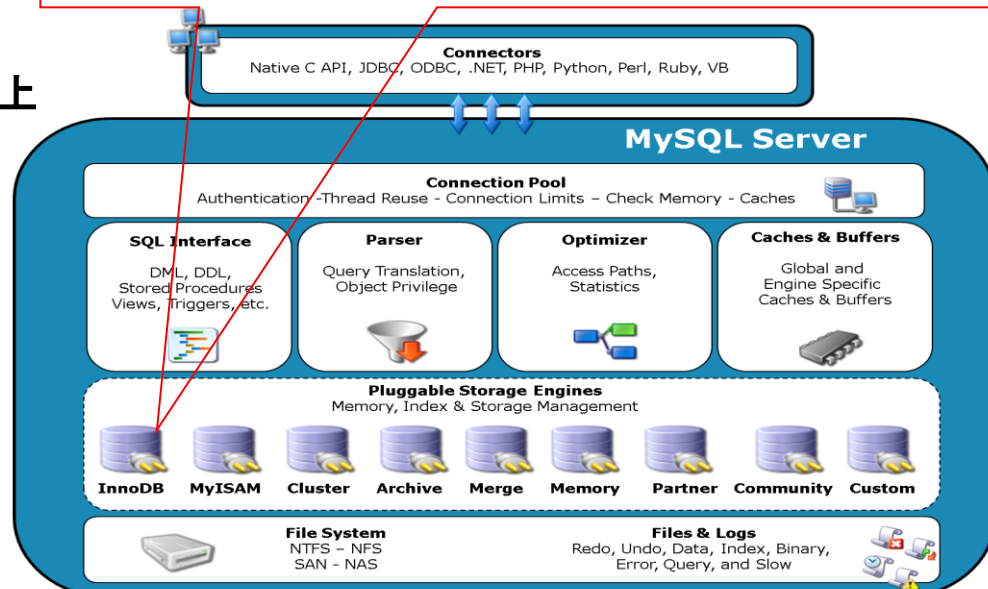 Connectors
Native C API, JDBC, ODBC, .NET, PHP, Python, Perl, Ruby, VB
上
MySQL Server
Connection Pool
Authentication -Thread Reuse - Connection Limits – Check Memory - Caches
SQL Interface
DML, DDL,
Stored Procedures
Views, Triggers, etc.
Parser
Query Translation,
Object Privilege
Optimizer
Access Paths,
Statistics
Caches & Buffers
Global and
Engine Specific
Caches & Buffers
Pluggable Storage Engines
Memory, Index & Storage Management
InnoDB MyISAM Cluster Archive Merge Memory Partner Community Custom
File System
NTFS – NFS
SAN - NAS
Files & Logs
Redo, Undo, Data, Index, Binary,
Error, Query, and Slow